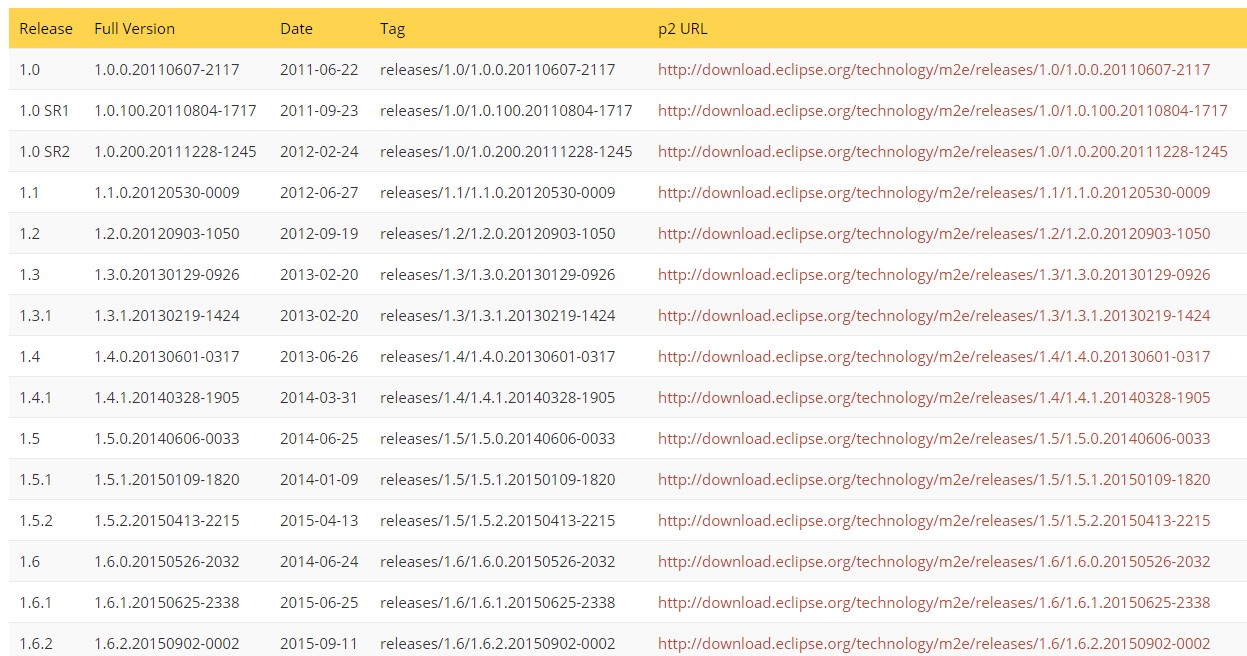 Release Full Version Date Tag p2 URL
1.0 1.0.0.20110607-2117 2011-06-22 releases/1.0/1.0.0.20110607-2117 http://download.eclipse.org/technology/m2e/releases/1.0/1.0.0.20110607-2117
1.0 SR1 1.0.100.20110804-1717 2011-09-23 releases/1.0/1.0.100.20110804-1717 http://download.eclipse.org/technology/m2e/releases/1.0/1.0.100.20110804-1717
1.0 SR2 1.0.200.20111228-1245 2012-02-24 releases/1.0/1.0.200.20111228-1245 http://download.eclipse.org/technology/m2e/releases/1.0/1.0.200.20111228-1245
1.1 1.1.0.20120530-0009 2012-06-27 releases/1.1/1.1.0.20120530-0009 http://download.eclipse.org/technology/m2e/releases/1.1/1.1.0.20120530-0009
1.2 1.2.0.20120903-1050 2012-09-19 releases/1.2/1.2.0.20120903-1050 http://download.eclipse.org/technology/m2e/releases/1.2/1.2.0.20120903-1050
1.3 1.3.0.20130129-0926 2013-02-20 releases/1.3/1.3.0.20130129-0926 http://download.eclipse.org/technology/m2e/releases/1.3/1.3.0.20130129-0926
1.3.1 1.3.1.20130219-1424 2013-02-20 releases/1.3/1.3.1.20130219-1424 http://download.eclipse.org/technology/m2e/releases/1.3/1.3.1.20130219-1424
1.4 1.4.0.20130601-0317 2013-06-26 releases/1.4/1.4.0.20130601-0317 http://download.eclipse.org/technology/m2e/releases/1.4/1.4.0.20130601-0317
1.4.1 1.4.1.20140328-1905 2014-03-31 releases/1.4/1.4.1.20140328-1905 http://download.eclipse.org/technology/m2e/releases/1.4/1.4.1.20140328-1905
1.5 1.5.0.20140606-0033 2014-06-25 releases/1.5/1.5.0.20140606-0033 http://download.eclipse.org/technology/m2e/releases/1.5/1.5.0.20140606-0033
1.5.1 1.5.1.20150109-1820 2014-01-09 releases/1.5/1.5.1.20150109-1820 http://download.eclipse.org/technology/m2e/releases/1.5/1.5.1.20150109-1820
1.5.2 1.5.2.20150413-2215 2015-04-13 releases/1.5/1.5.2.20150413-2215 http://download.eclipse.org/technology/m2e/releases/1.5/1.5.2.20150413-2215
1.6 1.6.0.20150526-2032 2014-06-24 releases/1.6/1.6.0.20150526-2032 http://download.eclipse.org/technology/m2e/releases/1.6/1.6.0.20150526-2032
1.6.1 1.6.1.20150625-2338 2015-06-25 releases/1.6/1.6.1.20150625-2338 http://download.eclipse.org/technology/m2e/releases/1.6/1.6.1.20150625-2338
1.6.2 1.6.2.20150902-0002 2015-09-11 releases/1.6/1.6.2.20150902-0002 http://download.eclipse.org/technology/m2e/releases/1.6/1.6.2.20150902-0002